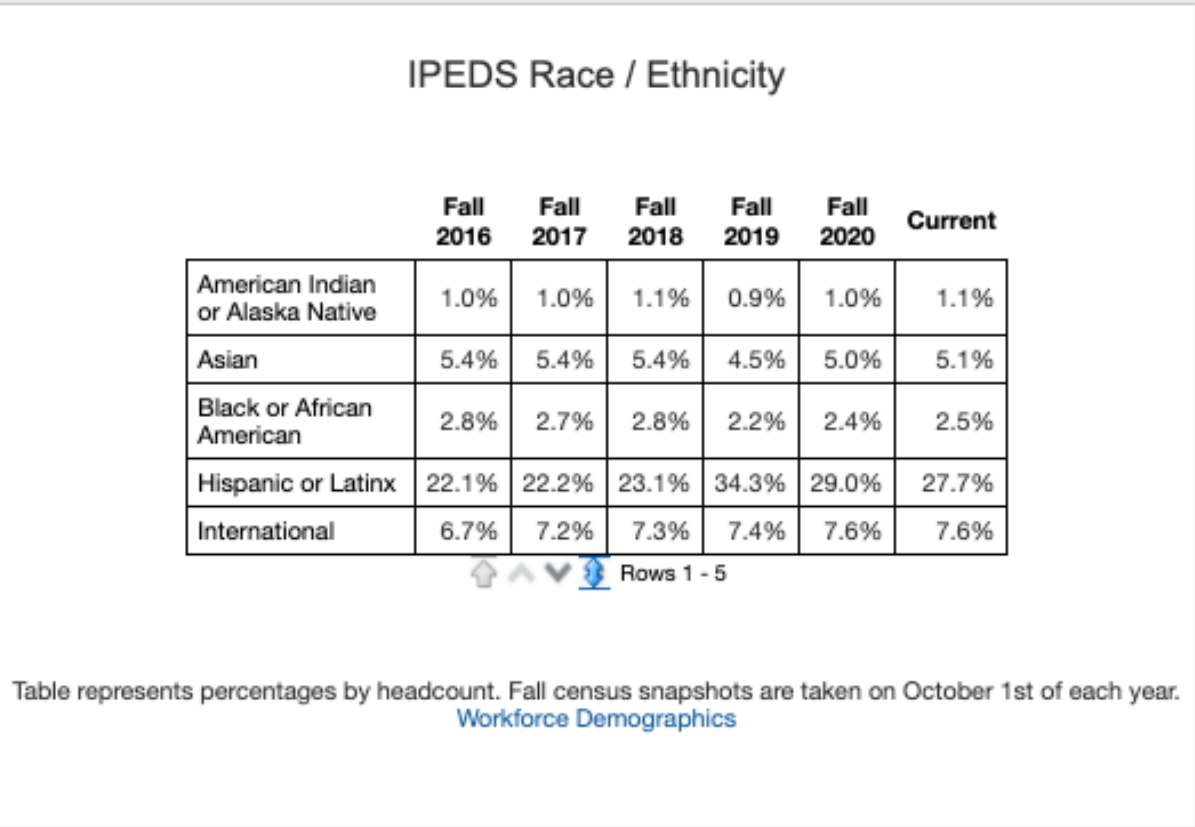 IPEDS Race / Ethnicity
Fall 2016 Fall 2017 Fall 2018 Fall 2019 Fall 2020 Current
American Indian or Alaska Native 1.0% 1.0% 1.1% 0.9% 1.0% 1.1%
Asian 5.4% 5.4% 5.4% 4.5% 5.0% 5.1%
Black or African American 2.8% 2.7% 2.8% 2.2% 2.4% 2.5%
Hispanic or Latinx 22.1% 22.2% 23.1% 34.3% 29.0% 27.7%
International 6.7% 7.2% 7.3% 7.4% 7.6% 7.6%
Rows 1 - 5
Table represents percentages by headcount. Fall census snapshots are taken on October 1st of each year.
Workforce Demographics